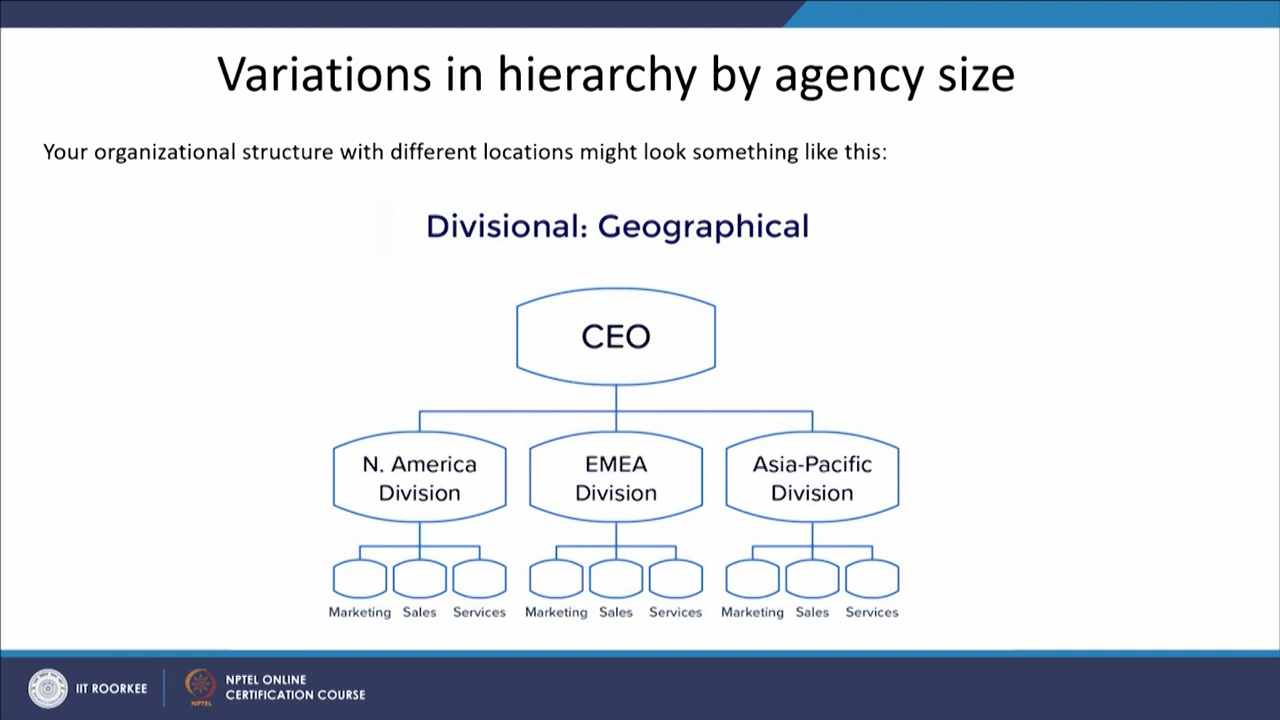 Variations in hierarchy by agency size
Your organizational structure with different locations might look something like this:
Divisional: Geographical
CEO
N. America
Division
EMEA
Division
Asia-Pacific
Division
Marketing Sales Services Marketing Sales Services Marketing Sales Services
IIT ROORKEE
NPTEL
NPTEL ONLINE
CERTIFICATION COURSE